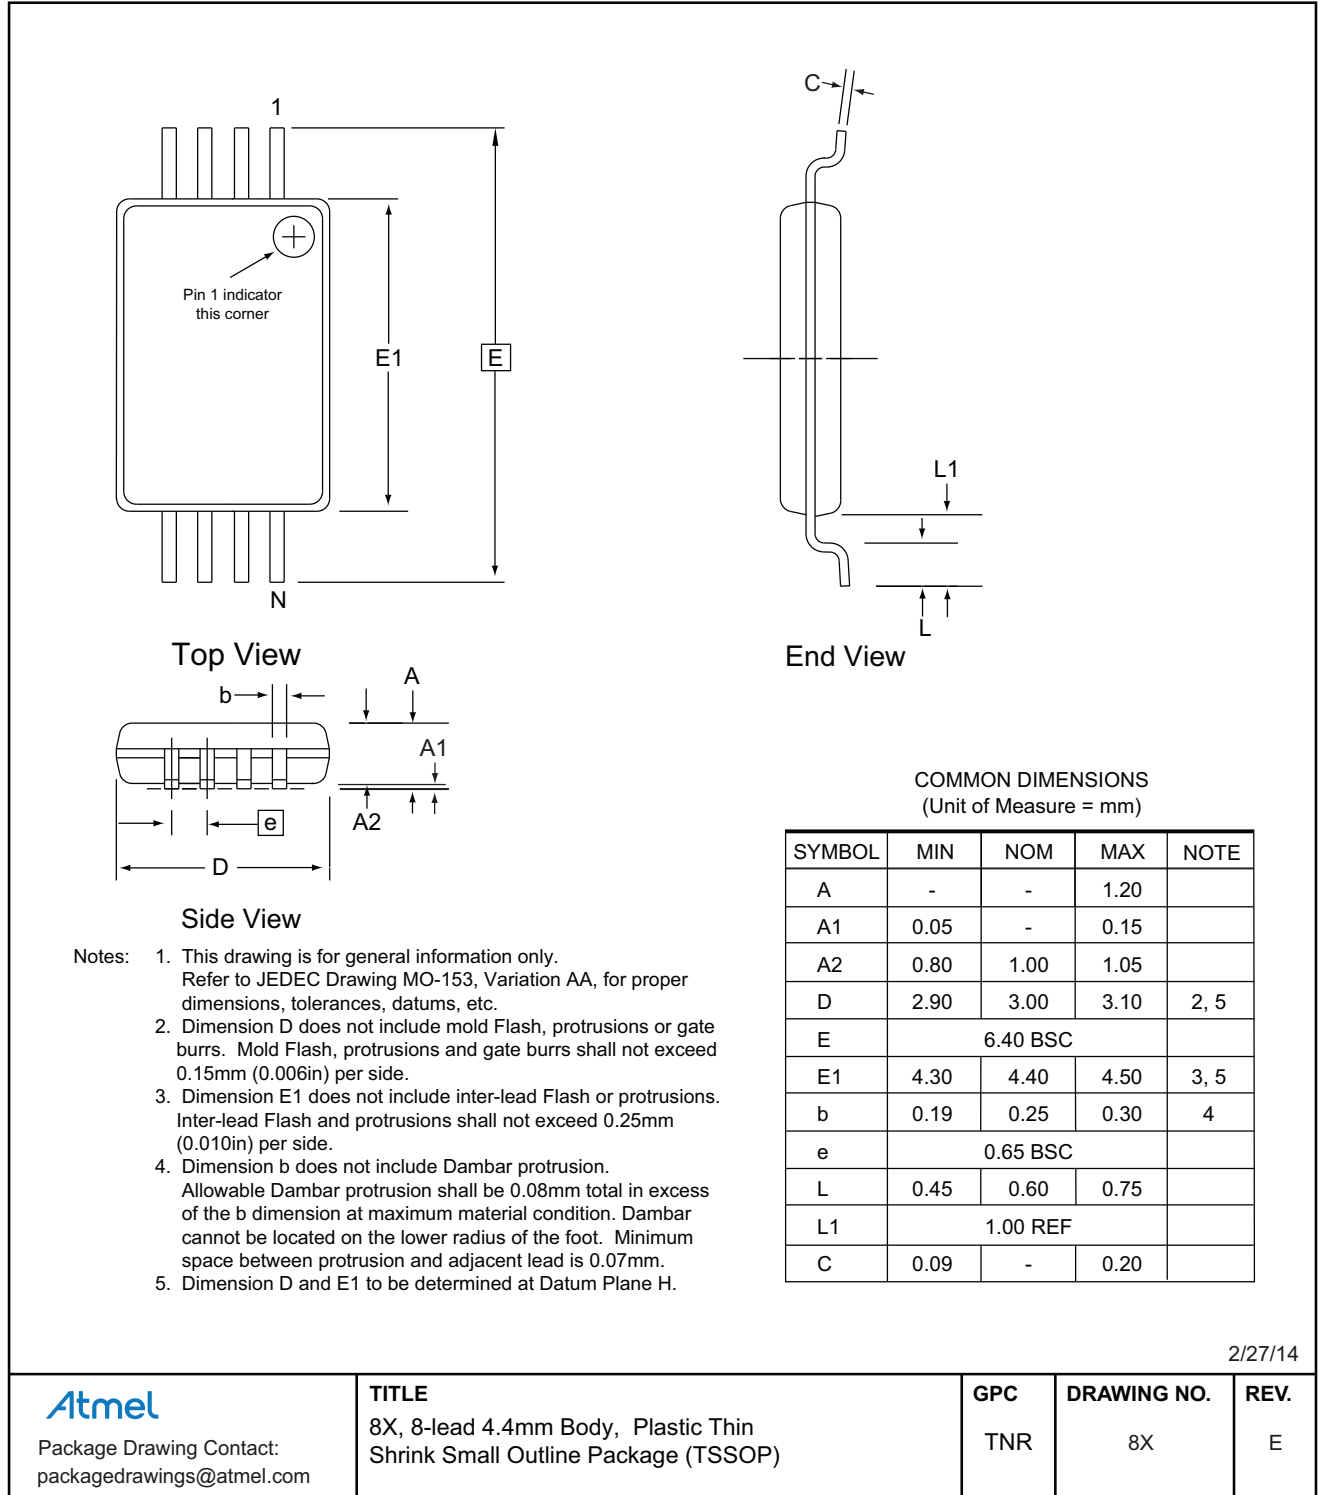 1
Pin 1 indicator
this corner
E1
E
N
Top View
C
L1
L
End View
b
A
A1
A2
e
D
Side View
COMMON DIMENSIONS
(Unit of Measure = mm)
SYMBOL MIN NOM MAX NOTE
A - - 1.20
A1 0.05 - 0.15
A2 0.80 1.00 1.05
D 2.90 3.00 3.10 2, 5
E 6.40 BSC
E1 4.30 4.40 4.50 3, 5
b 0.19 0.25 0.30 4
e 0.65 BSC
L 0.45 0.60 0.75
L1 1.00 REF
C 0.09 - 0.20
Notes: 1. This drawing is for general information only.
Refer to JEDEC Drawing MO-153, Variation AA, for proper
dimensions, tolerances, datums, etc.
2. Dimension D does not include mold Flash, protrusions or gate
burrs. Mold Flash, protrusions and gate burrs shall not exceed
0.15mm (0.006in) per side.
3. Dimension E1 does not include inter-lead Flash or protrusions.
Inter-lead Flash and protrusions shall not exceed 0.25mm
(0.010in) per side.
4. Dimension b does not include Dambar protrusion.
Allowable Dambar protrusion shall be 0.08mm total in excess
of the b dimension at maximum material condition. Dambar
cannot be located on the lower radius of the foot. Minimum
space between protrusion and adjacent lead is 0.07mm.
5. Dimension D and E1 to be determined at Datum Plane H.
2/27/14
Atmel
Package Drawing Contact:
packagedrawings@atmel.com
TITLE
8X, 8-lead 4.4mm Body, Plastic Thin
Shrink Small Outline Package (TSSOP)
GPC
TNR
DRAWING NO.
8X
REV.
E